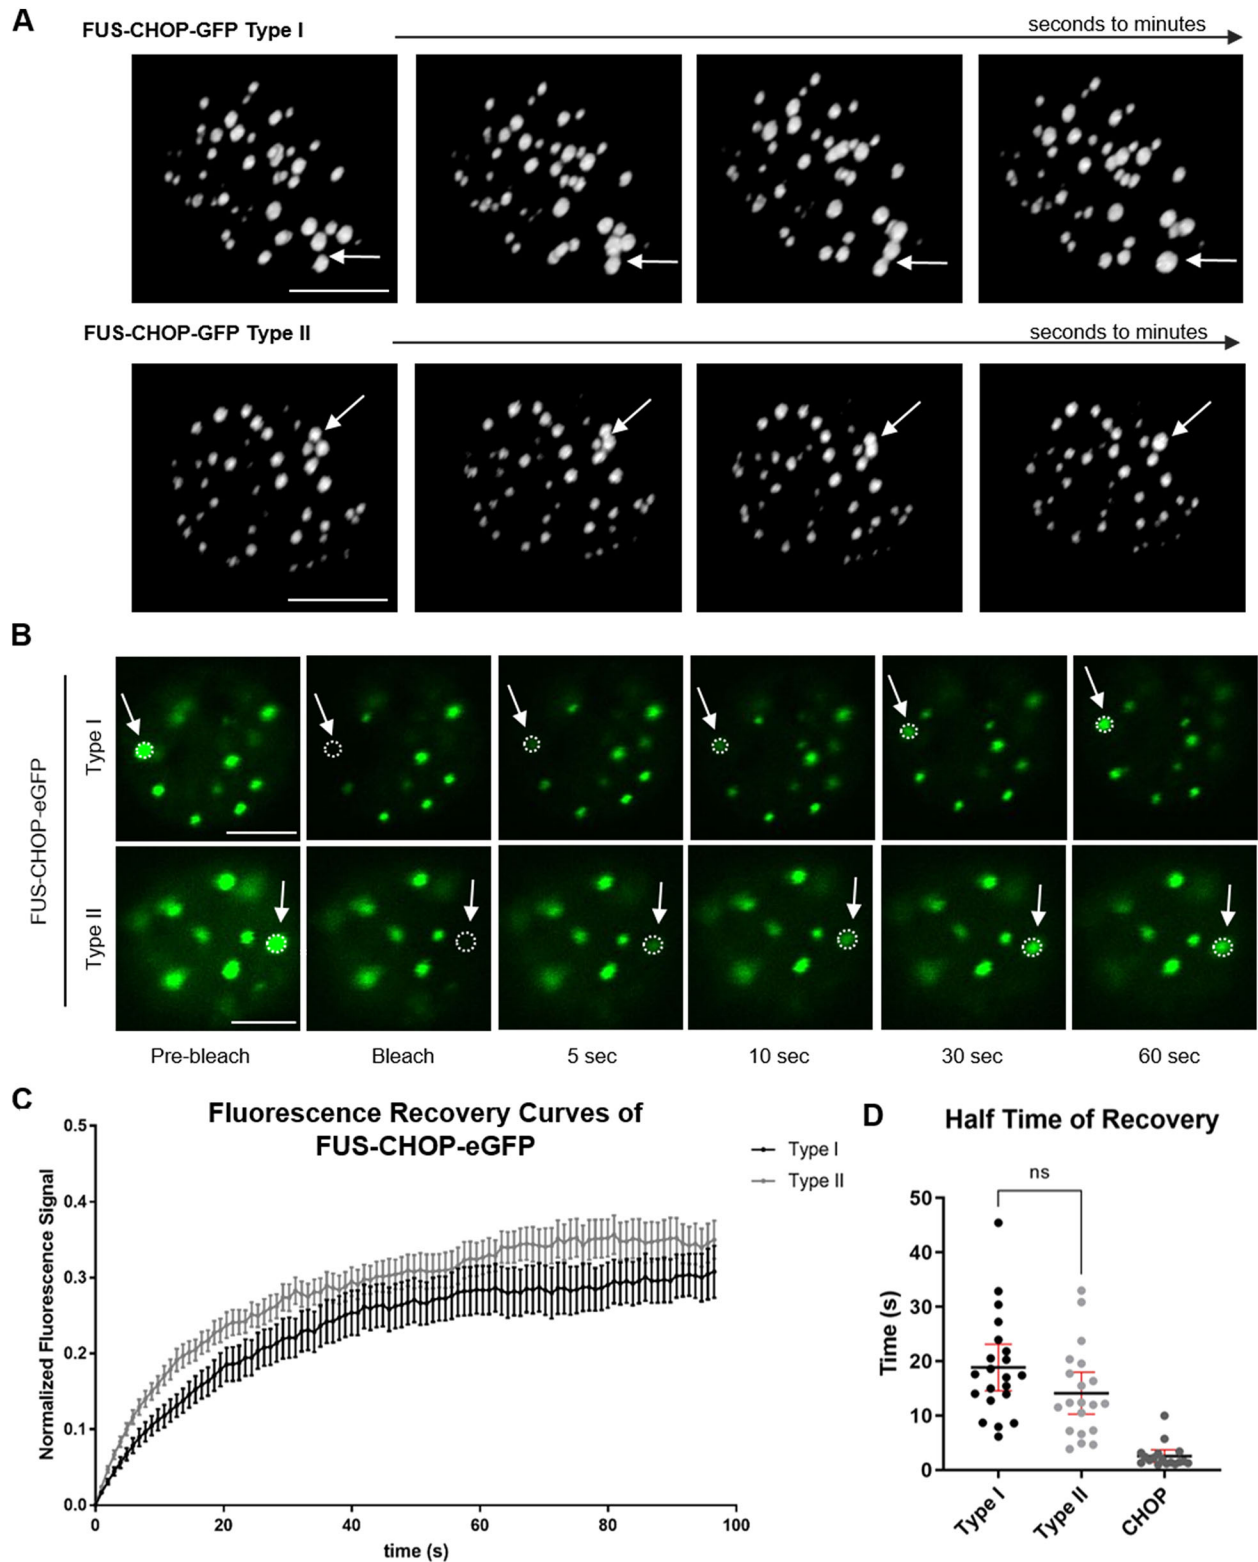 A
FUS-CHOP-GFP Type I
seconds to minutes
FUS-CHOP-GFP Type II
seconds to minutes
B
FUS-CHOP-eGFP
Type I
Type II
Pre-bleach
Bleach
5 sec
10 sec
30 sec
60 sec
C
Fluorescence Recovery Curves of
FUS-CHOP-eGFP
Type I
Type II
Normalized Fluorescence Signal
0.5
0.4
0.3
0.2
0.1
0.0
0
20
40
60
80
100
time (s)
D
Half Time of Recovery
ns
Time (s)
50
40
30
20
10
0
Type I
Type II
CHOP